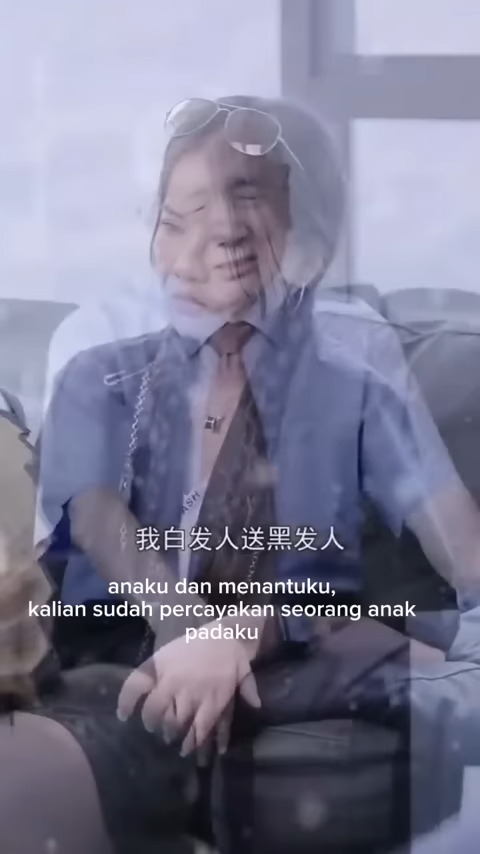 我白发人送黑发人
anaku dan menantuku,
kalian sudah percayakan seorang anak
padaku